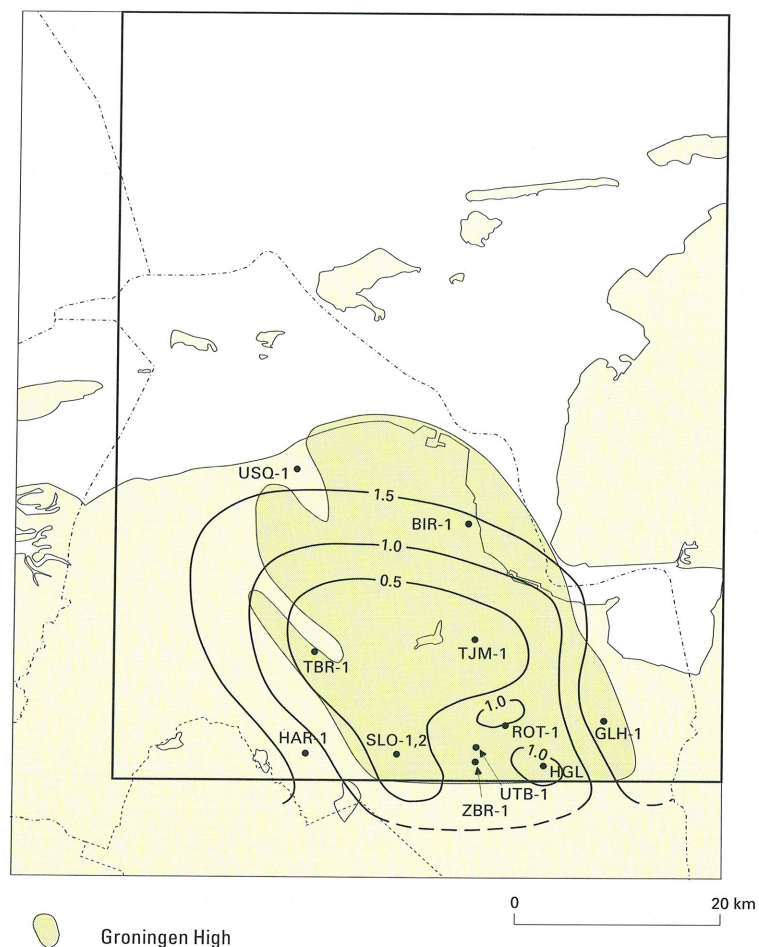 USQ-1
1.5
BIR-1
1.0
0.5
TJM-1
TBR-1
1.0
ROT-1
GLH-1
HAR-1
SLO-1,2
1.0
HGL
UTB-1
ZBR-1
0 20 km
Groningen High